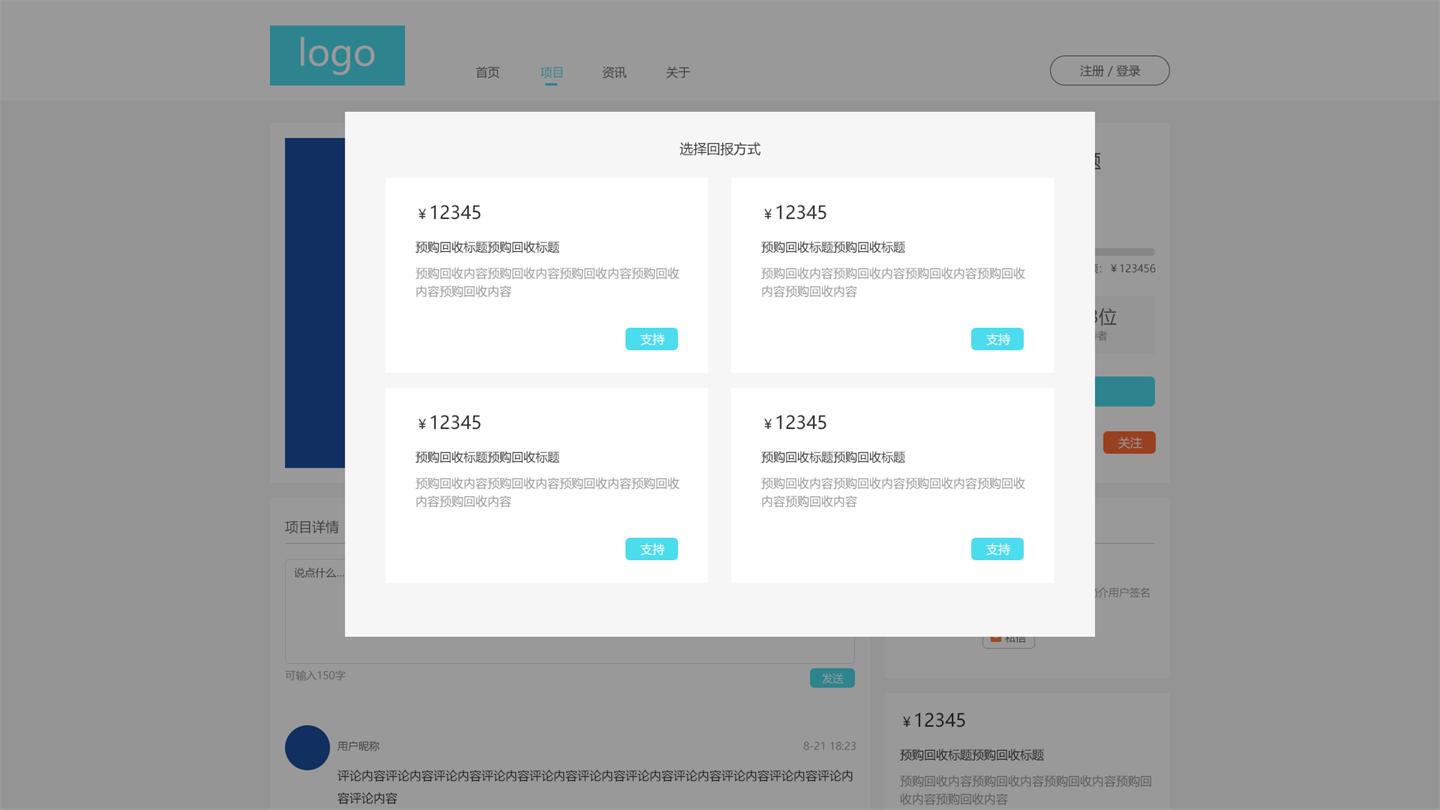 logo
首页
项目
资讯
关于
注册 / 登录
选择回报方式
¥12345
预购回收标题预购回收标题
预购回收内容预购回收内容预购回收内容预购回收
内容预购回收内容
支持
¥12345
预购回收标题预购回收标题
预购回收内容预购回收内容预购回收内容预购回收
内容预购回收内容
支持
¥12345
预购回收标题预购回收标题
预购回收内容预购回收内容预购回收内容预购回收
内容预购回收内容
支持
¥12345
预购回收标题预购回收标题
预购回收内容预购回收内容预购回收内容预购回收
内容预购回收内容
支持
题
¥123456
位
者
关注
项目详情
说点什么...
可输入150字
发送
介用户签名
私信
用户昵称
8-21 18:23
评论内容评论内容评论内容评论内容评论内容评论内容评论内容评论内容评论内容评论内容评论内
容评论内容
¥12345
预购回收标题预购回收标题
预购回收内容预购回收内容预购回收内容预购回
收内容预购回收内容